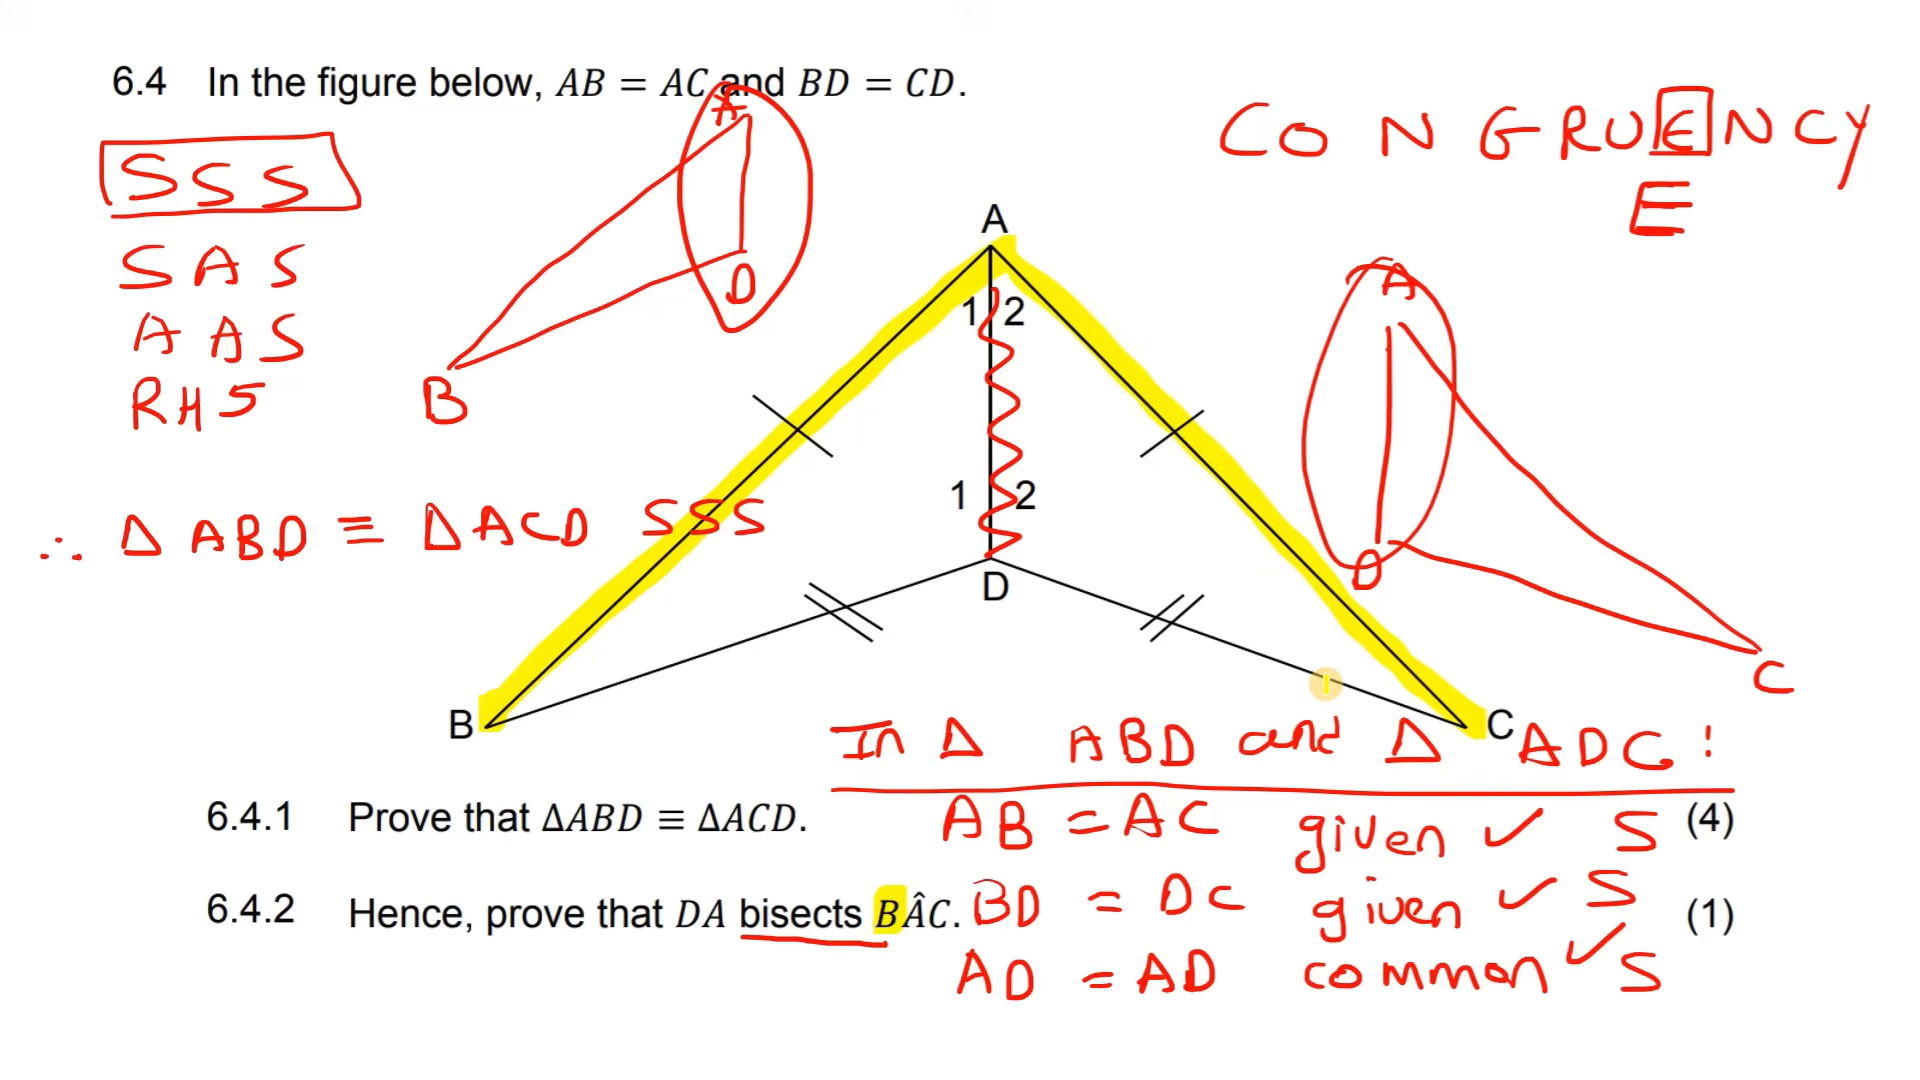 6.4 In the figure below, AB = AC and BD = CD.
CONGRUENCY
E
SSS
SAS
AAS
RHS
A
D
B
A
1 2
1 2
D
B
C
A
D
C
∴ Δ ABD ≡ Δ ACD SSS
In Δ ABD and Δ ADC:
6.4.1 Prove that ΔABD ≡ ΔACD. (4)
AB = AC given ✓ S
6.4.2 Hence, prove that DA bisects BÂC. (1)
BD = DC given ✓ S
AD = AD common ✓ S